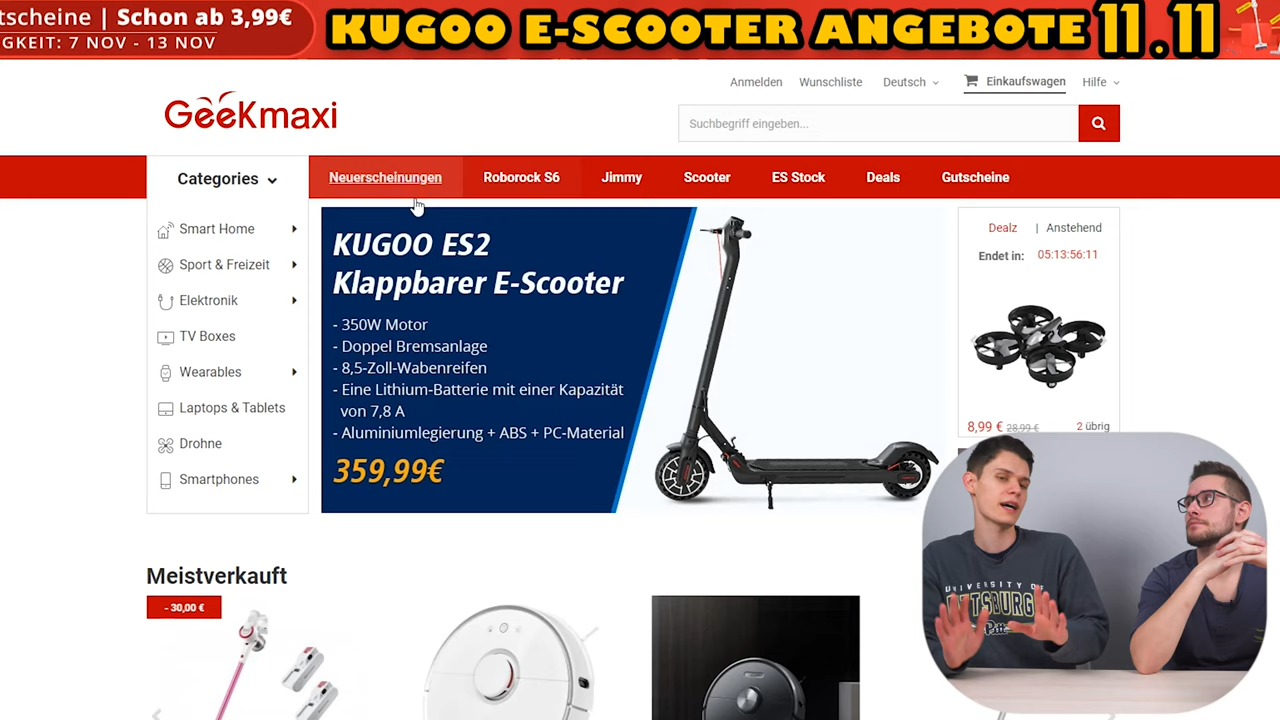 tscheine | Schon ab 3,99€
GKEIT: 7 NOV - 13 NOV
KUGOO E-SCOOTER ANGEBOTE 11.11
Anmelden Wunschliste Deutsch Einkaufswagen Hilfe
GeeKmaxi
Suchbegriff eingeben...
Categories
Neuerscheinungen Roborock S6 Jimmy Scooter ES Stock Deals Gutscheine
Smart Home
Sport & Freizeit
Elektronik
TV Boxes
Wearables
Laptops & Tablets
Drohne
Smartphones
KUGOO ES2
Klappbarer E-Scooter
- 350W Motor
- Doppel Bremsanlage
- 8,5-Zoll-Wabenreifen
- Eine Lithium-Batterie mit einer Kapazität
von 7,8 A
- Aluminiumlegierung + ABS + PC-Material
359,99€
Dealz | Anstehend
Endet in: 05:13:56:11
8,99 € 28,99 € 2 übrig
Meistverkauft
- 30,00 €
UNIVERSITY OF
PITTSBURG
Pitt